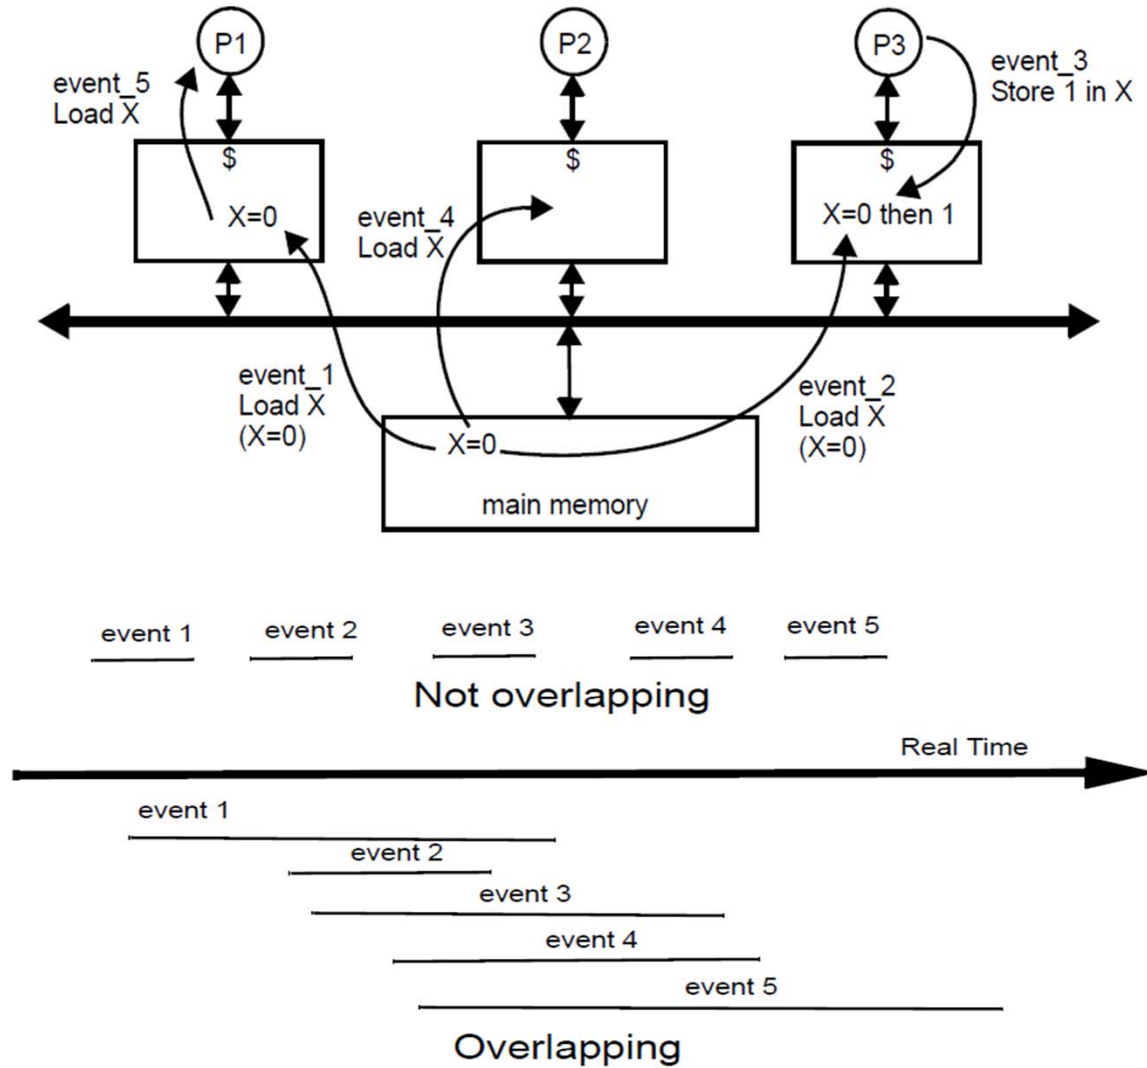 P1
P2
P3
event_5
Load X
event_3
Store 1 in X
$
$
$
X=0
event_4
Load X
X=0 then 1
event_1
Load X
(X=0)
event_2
Load X
(X=0)
X=0
main memory
event 1
event 2
event 3
event 4
event 5
Not overlapping
Real Time
event 1
event 2
event 3
event 4
event 5
Overlapping